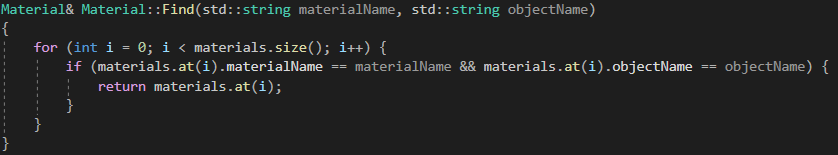 Material& Material::Find(std::string materialName, std::string objectName)
{
    for (int i = 0; i < materials.size(); i++) {
        if (materials.at(i).materialName == materialName && materials.at(i).objectName == objectName) {
            return materials.at(i);
        }
    }
}